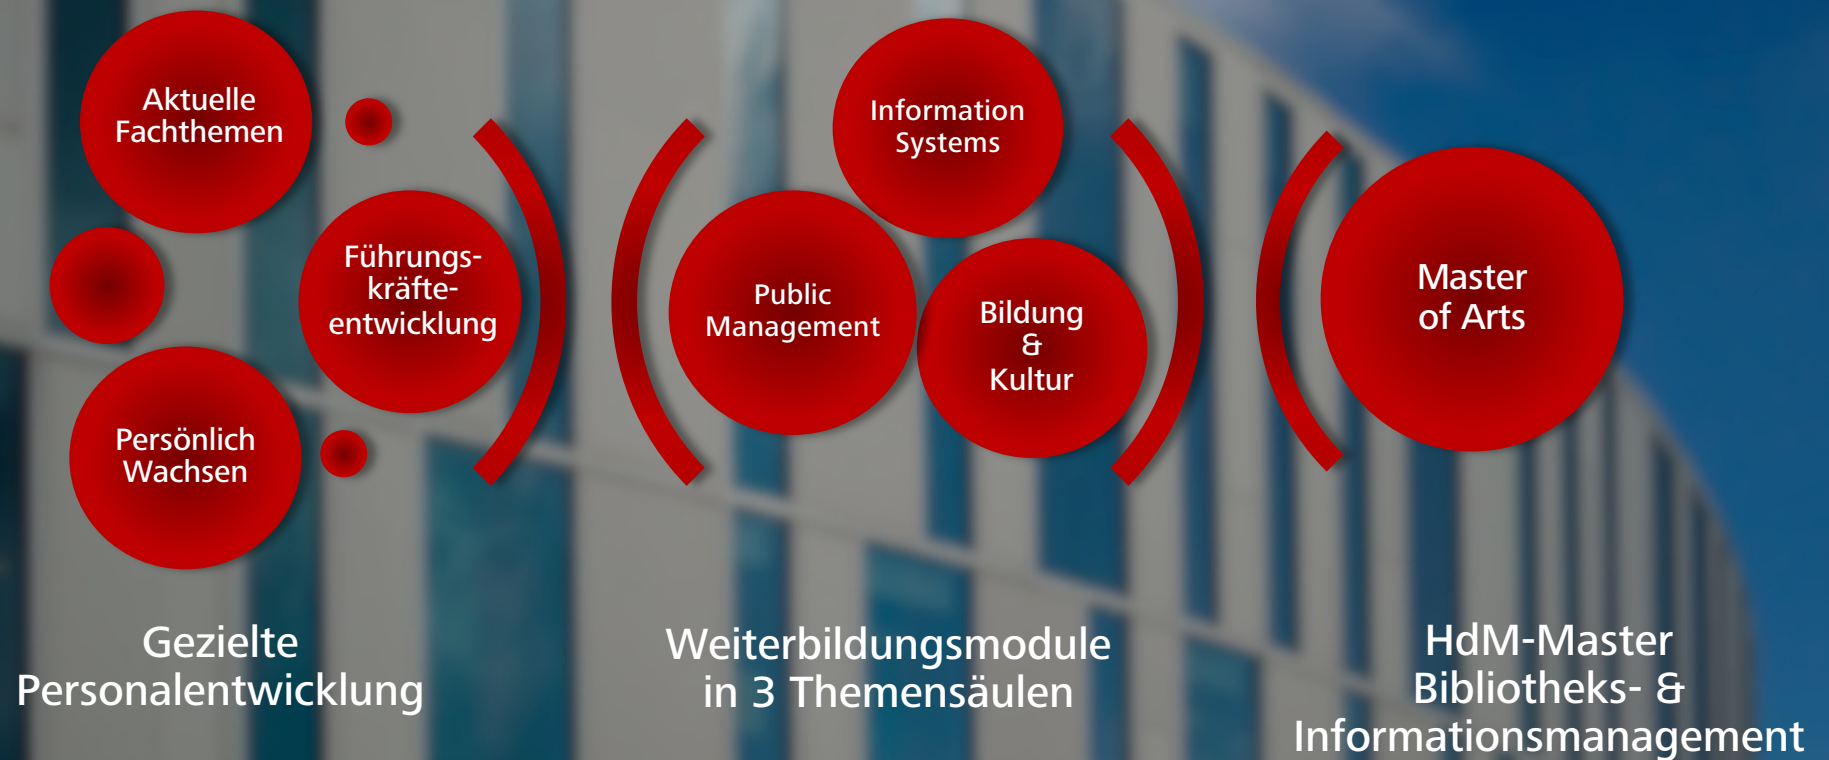 Aktuelle
Fachthemen
Führungs-
kräfte-
entwicklung
Persönlich
Wachsen
Gezielte
Personalentwicklung
Information
Systems
Public
Management
Bildung
&
Kultur
Weiterbildungsmodule
in 3 Themensäulen
Master
of Arts
HdM-Master
Bibliotheks- &
Informationsmanagement